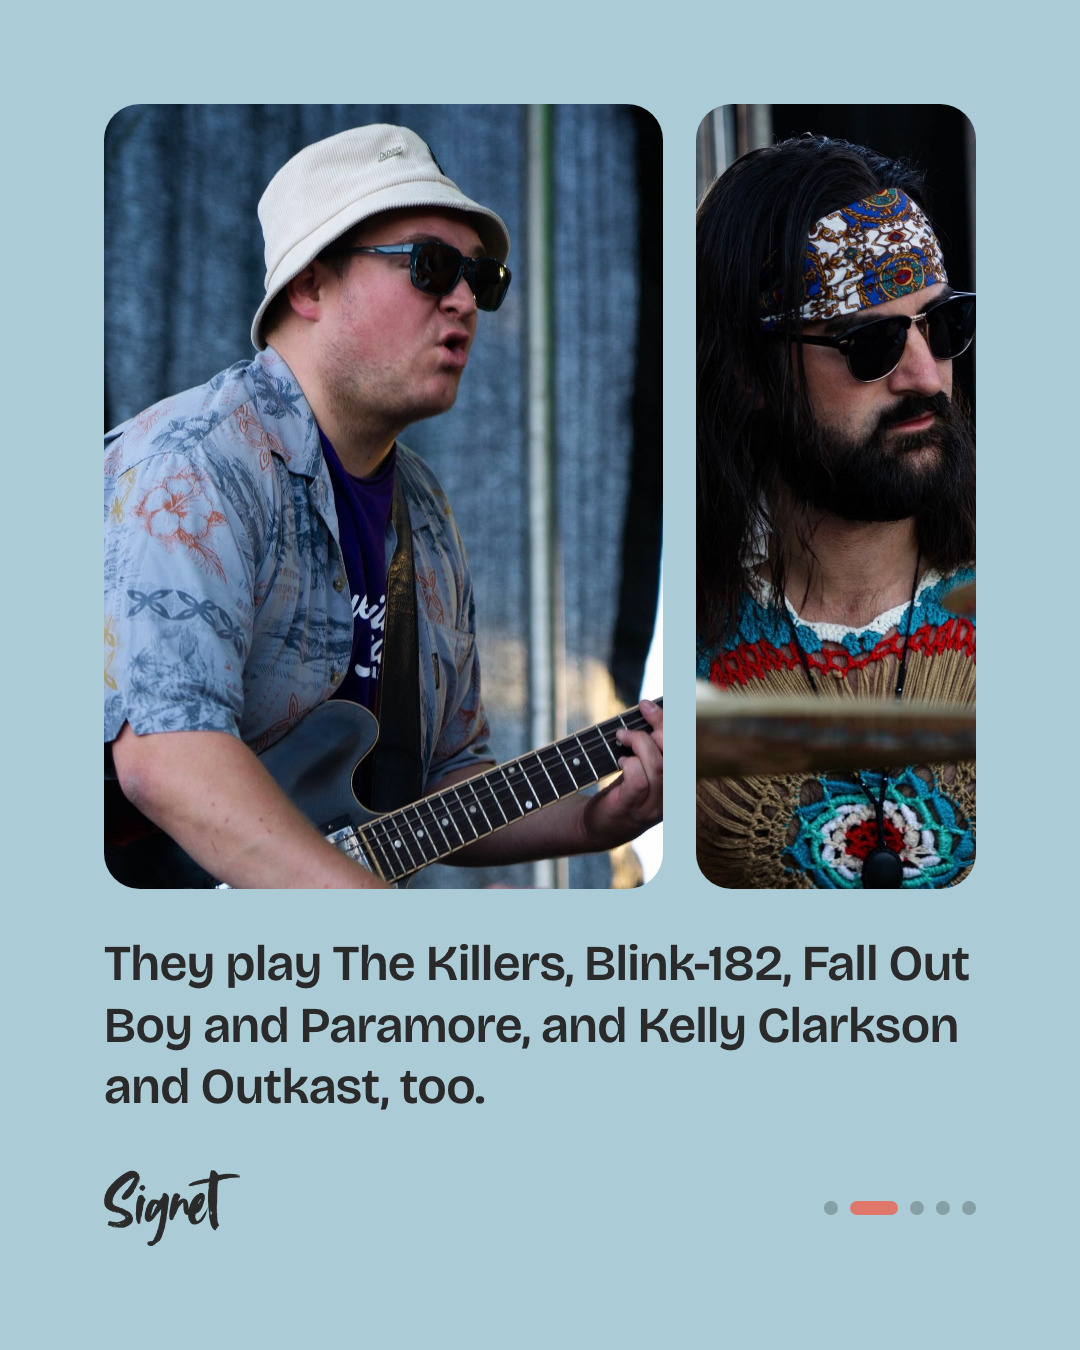 They play The Killers, Blink-182, Fall Out
Boy and Paramore, and Kelly Clarkson
and Outkast, too.
Signet